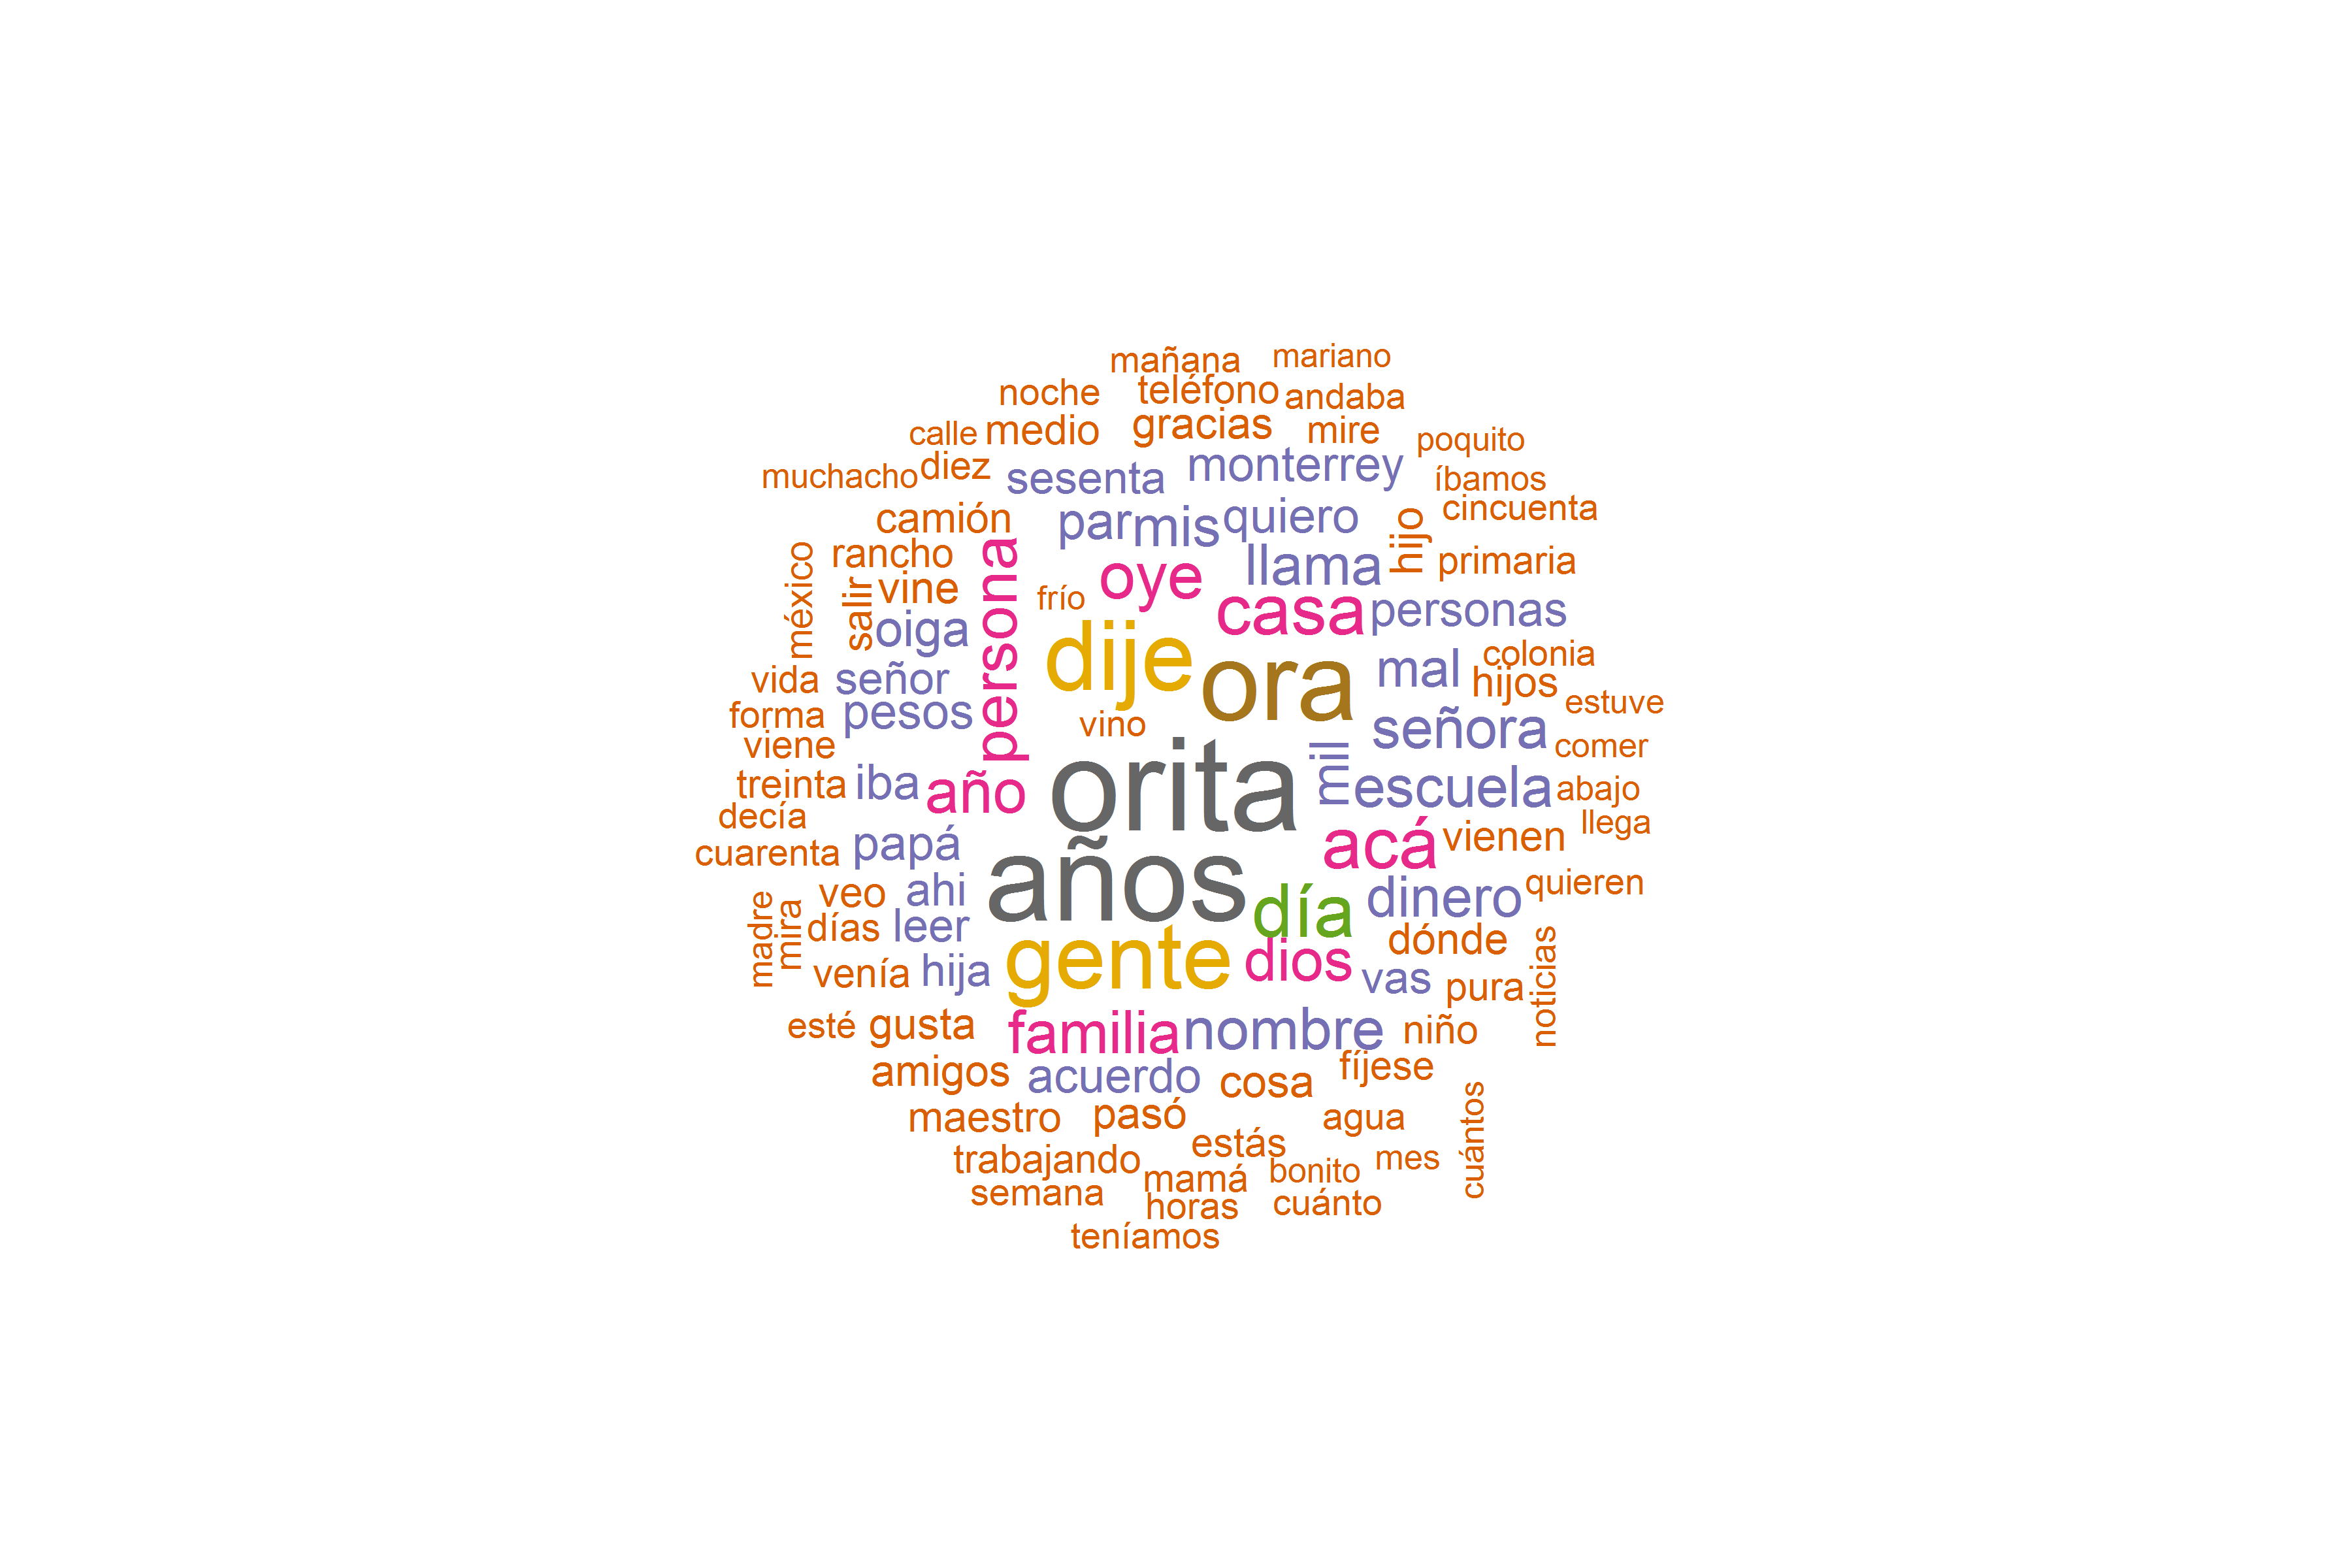 mañana mariano
noche teléfono andaba
calle medio gracias mire poquito
muchacho diez sesenta monterrey íbamos
camión par mis quiero hijo cincuenta
méxico rancho persona oye llama primaria
salir vine frío casa personas
oiga dije ora mal colonia
vida señor hijos estuve
forma pesos vino señora comer
viene mil
treinta iba año orita escuela abajo
decía llega
cuarenta papá años acá vienen
madre mira veo ahi día dinero quieren
días leer dónde noticias
venía hija gente dios vas pura
esté gusta familia nombre niño
amigos acuerdo cosa fíjese cuántos
maestro pasó agua
trabajando estás mes
semana mamá bonito
horas cuánto
teníamos